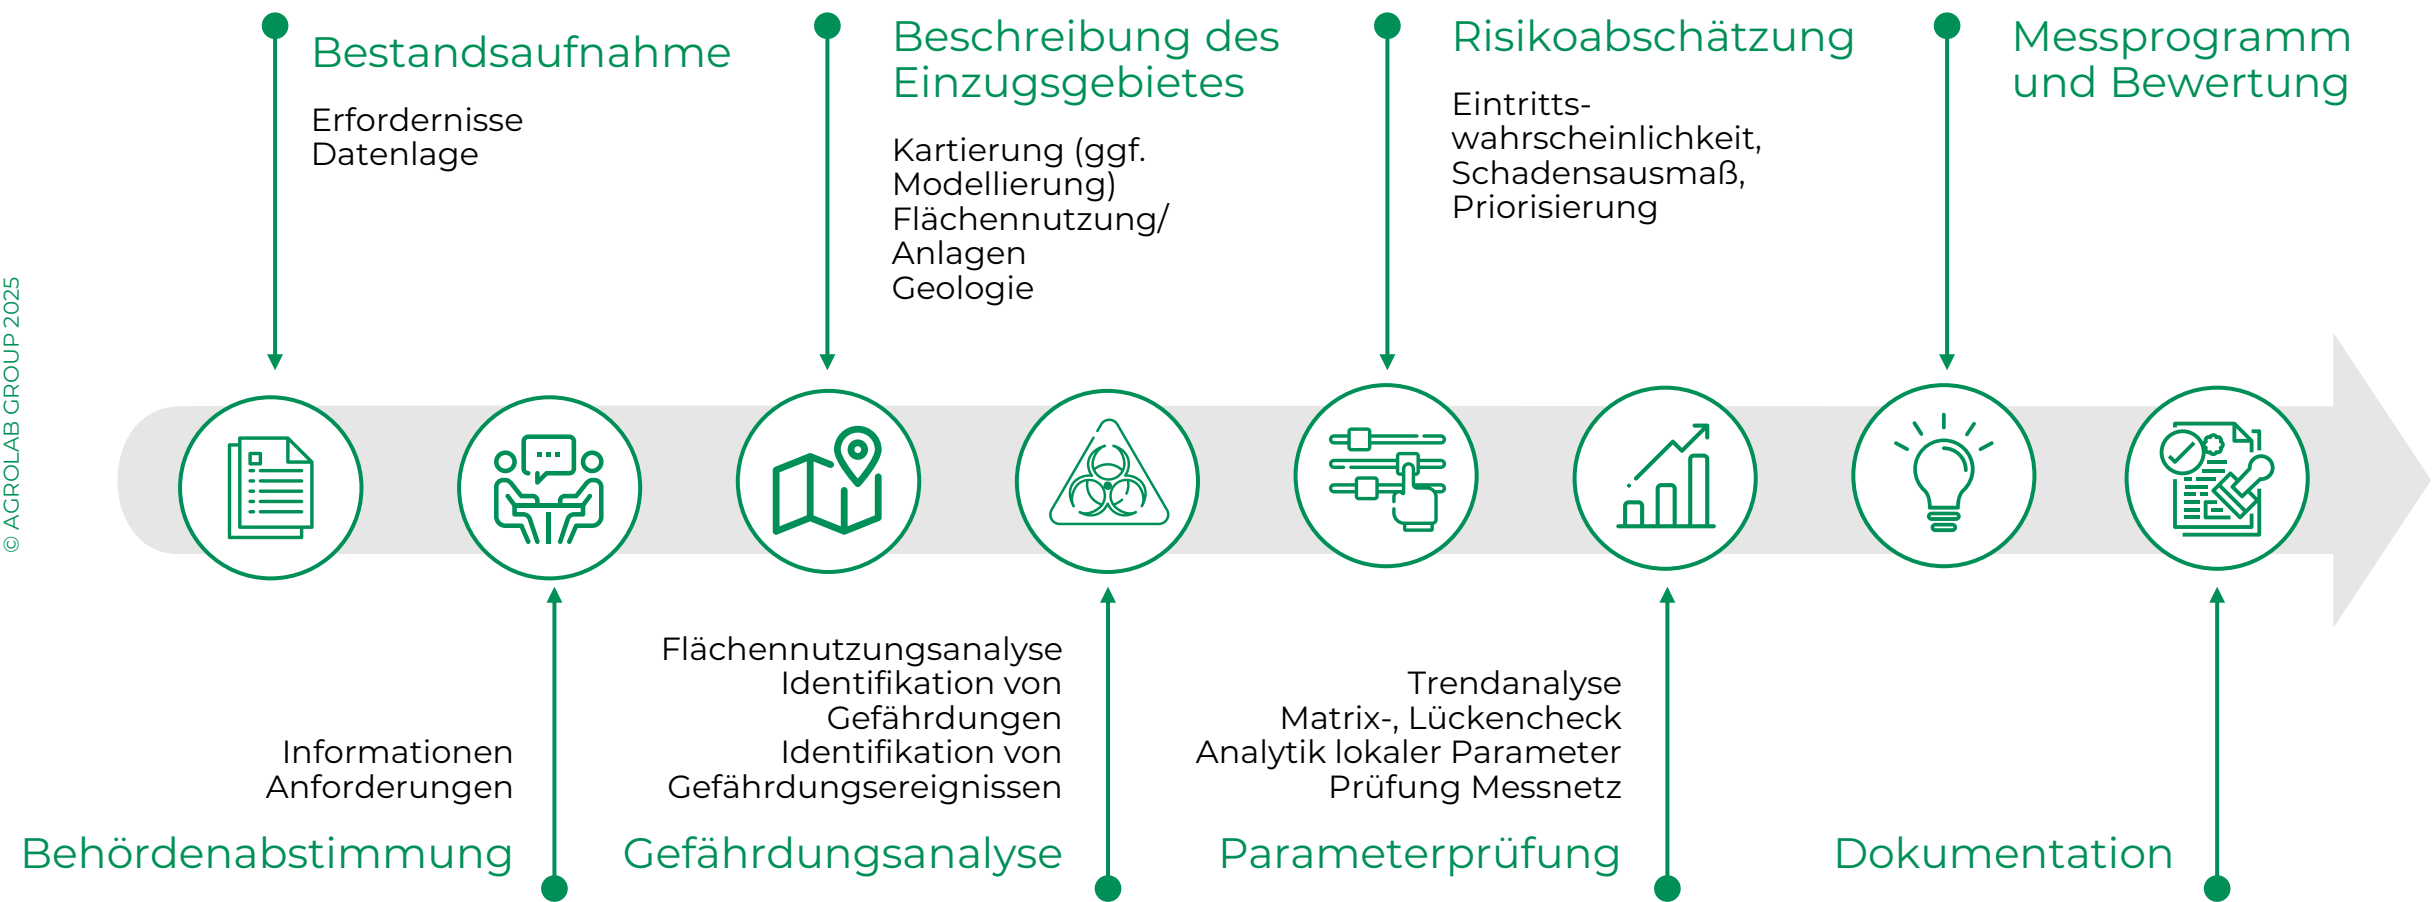 Bestandsaufnahme
Erfordernisse
Datenlage
Beschreibung des
Einzugsgebietes
Kartierung (ggf.
Modellierung)
Flächennutzung/
Anlagen
Geologie
Risikoabschätzung
Eintritts-
wahrscheinlichkeit,
Schadensausmaß,
Priorisierung
Messprogramm
und Bewertung
© AGROLAB GROUP 2025
Informationen
Anforderungen
Behördenabstimmung
Flächennutzungsanalyse
Identifikation von
Gefährdungen
Identifikation von
Gefährdungsereignissen
Gefährdungsanalyse
Trendanalyse
Matrix-, Lückencheck
Analytik lokaler Parameter
Prüfung Messnetz
Parameterprüfung
Dokumentation